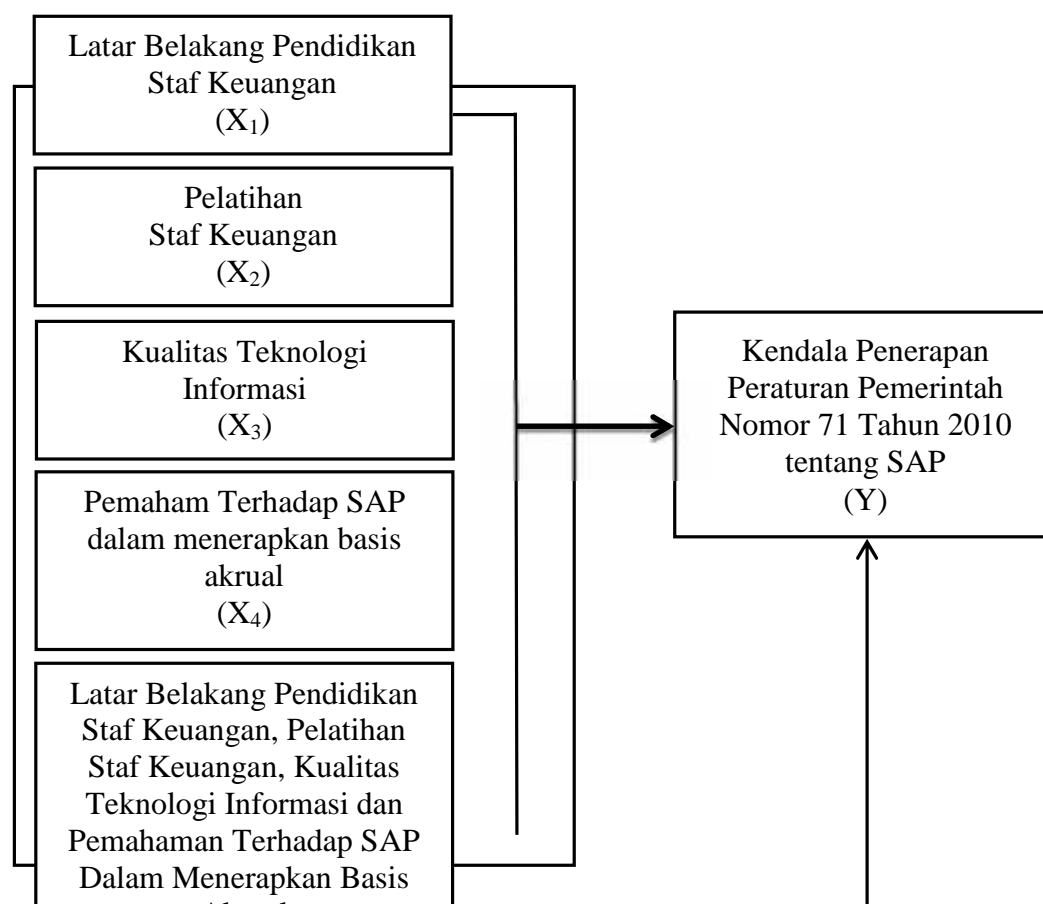 Latar Belakang Pendidikan
Staf Keuangan
(X₁)
Pelatihan
Staf Keuangan
(X₂)
Kualitas Teknologi
Informasi
(X₃)
Pemaham Terhadap SAP
dalam menerapkan basis
akrual
(X₄)
Latar Belakang Pendidikan
Staf Keuangan, Pelatihan
Staf Keuangan, Kualitas
Teknologi Informasi dan
Pemahaman Terhadap SAP
Dalam Menerapkan Basis
Kendala Penerapan
Peraturan Pemerintah
Nomor 71 Tahun 2010
tentang SAP
(Y)